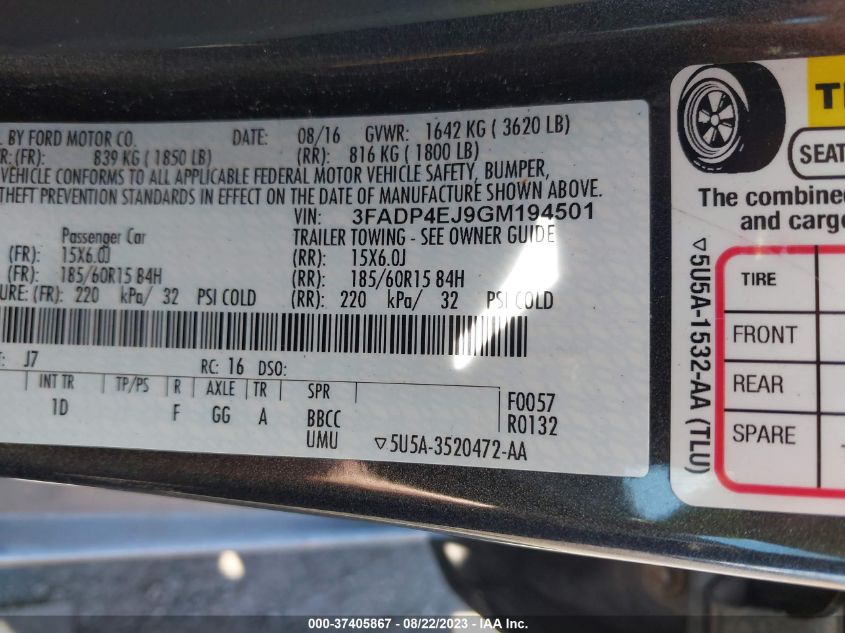 BY FORD MOTOR CO. DATE: 08/16 GVWR: 1642 KG ( 3620 LB)
(FR): 839 KG ( 1850 LB) (RR): 816 KG ( 1800 LB)
VEHICLE CONFORMS TO ALL APPLICABLE FEDERAL MOTOR VEHICLE SAFETY, BUMPER,
THEFT PREVENTION STANDARDS IN EFFECT ON THE DATE OF MANUFACTURE SHOWN ABOVE.
VIN: 3FADP4EJ9GM194501
Passenger Car TRAILER TOWING - SEE OWNER GUIDE
(FR): 15X6.0J (RR): 15X6.0J
(FR): 185/60R15 84H (RR): 185/60R15 84H
URE: (FR): 220 kPa/ 32 PSI COLD (RR): 220 kPa/ 32 PSI COLD
J7 RC: 16 DSO:
INT TR TP/PS R AXLE TR SPR
1D F GG A BBCC
UMU
F0057
R0132
▽5U5A-3520472-AA
SEAT
The combined
and cargo
TIRE
FRONT
REAR
SPARE
▽5U5A-1532-AA (TLU)
000-37405867 - 08/22/2023 - IAA Inc.